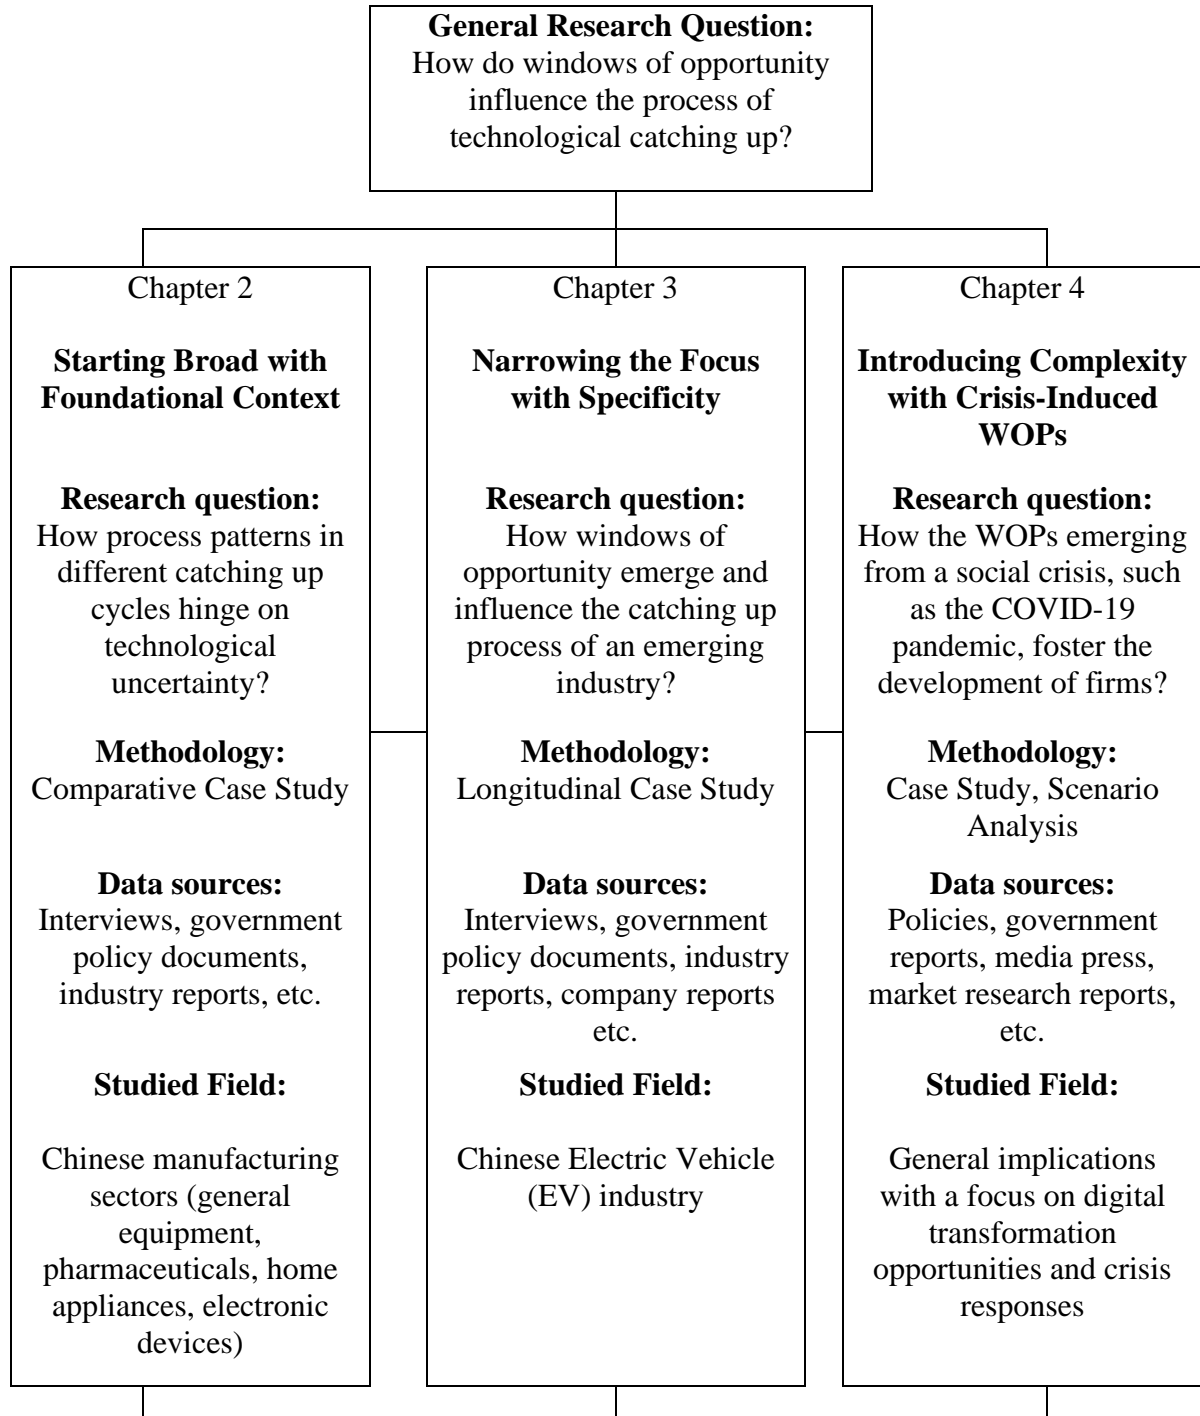 General Research Question:
How do windows of opportunity
influence the process of
technological catching up?
Chapter 2
Starting Broad with
Foundational Context
Research question:
How process patterns in
different catching up
cycles hinge on
technological
uncertainty?
Methodology:
Comparative Case Study
Data sources:
Interviews, government
policy documents,
industry reports, etc.
Studied Field:
Chinese manufacturing
sectors (general
equipment,
pharmaceuticals, home
appliances, electronic
devices)
Chapter 3
Narrowing the Focus
with Specificity
Research question:
How windows of
opportunity emerge and
influence the catching up
process of an emerging
industry?
Methodology:
Longitudinal Case Study
Data sources:
Interviews, government
policy documents, industry
reports, company reports
etc.
Studied Field:
Chinese Electric Vehicle
(EV) industry
Chapter 4
Introducing Complexity
with Crisis-Induced
WOPs
Research question:
How the WOPs emerging
from a social crisis, such
as the COVID-19
pandemic, foster the
development of firms?
Methodology:
Case Study, Scenario
Analysis
Data sources:
Policies, government
reports, media press,
market research reports,
etc.
Studied Field:
General implications
with a focus on digital
transformation
opportunities and crisis
responses